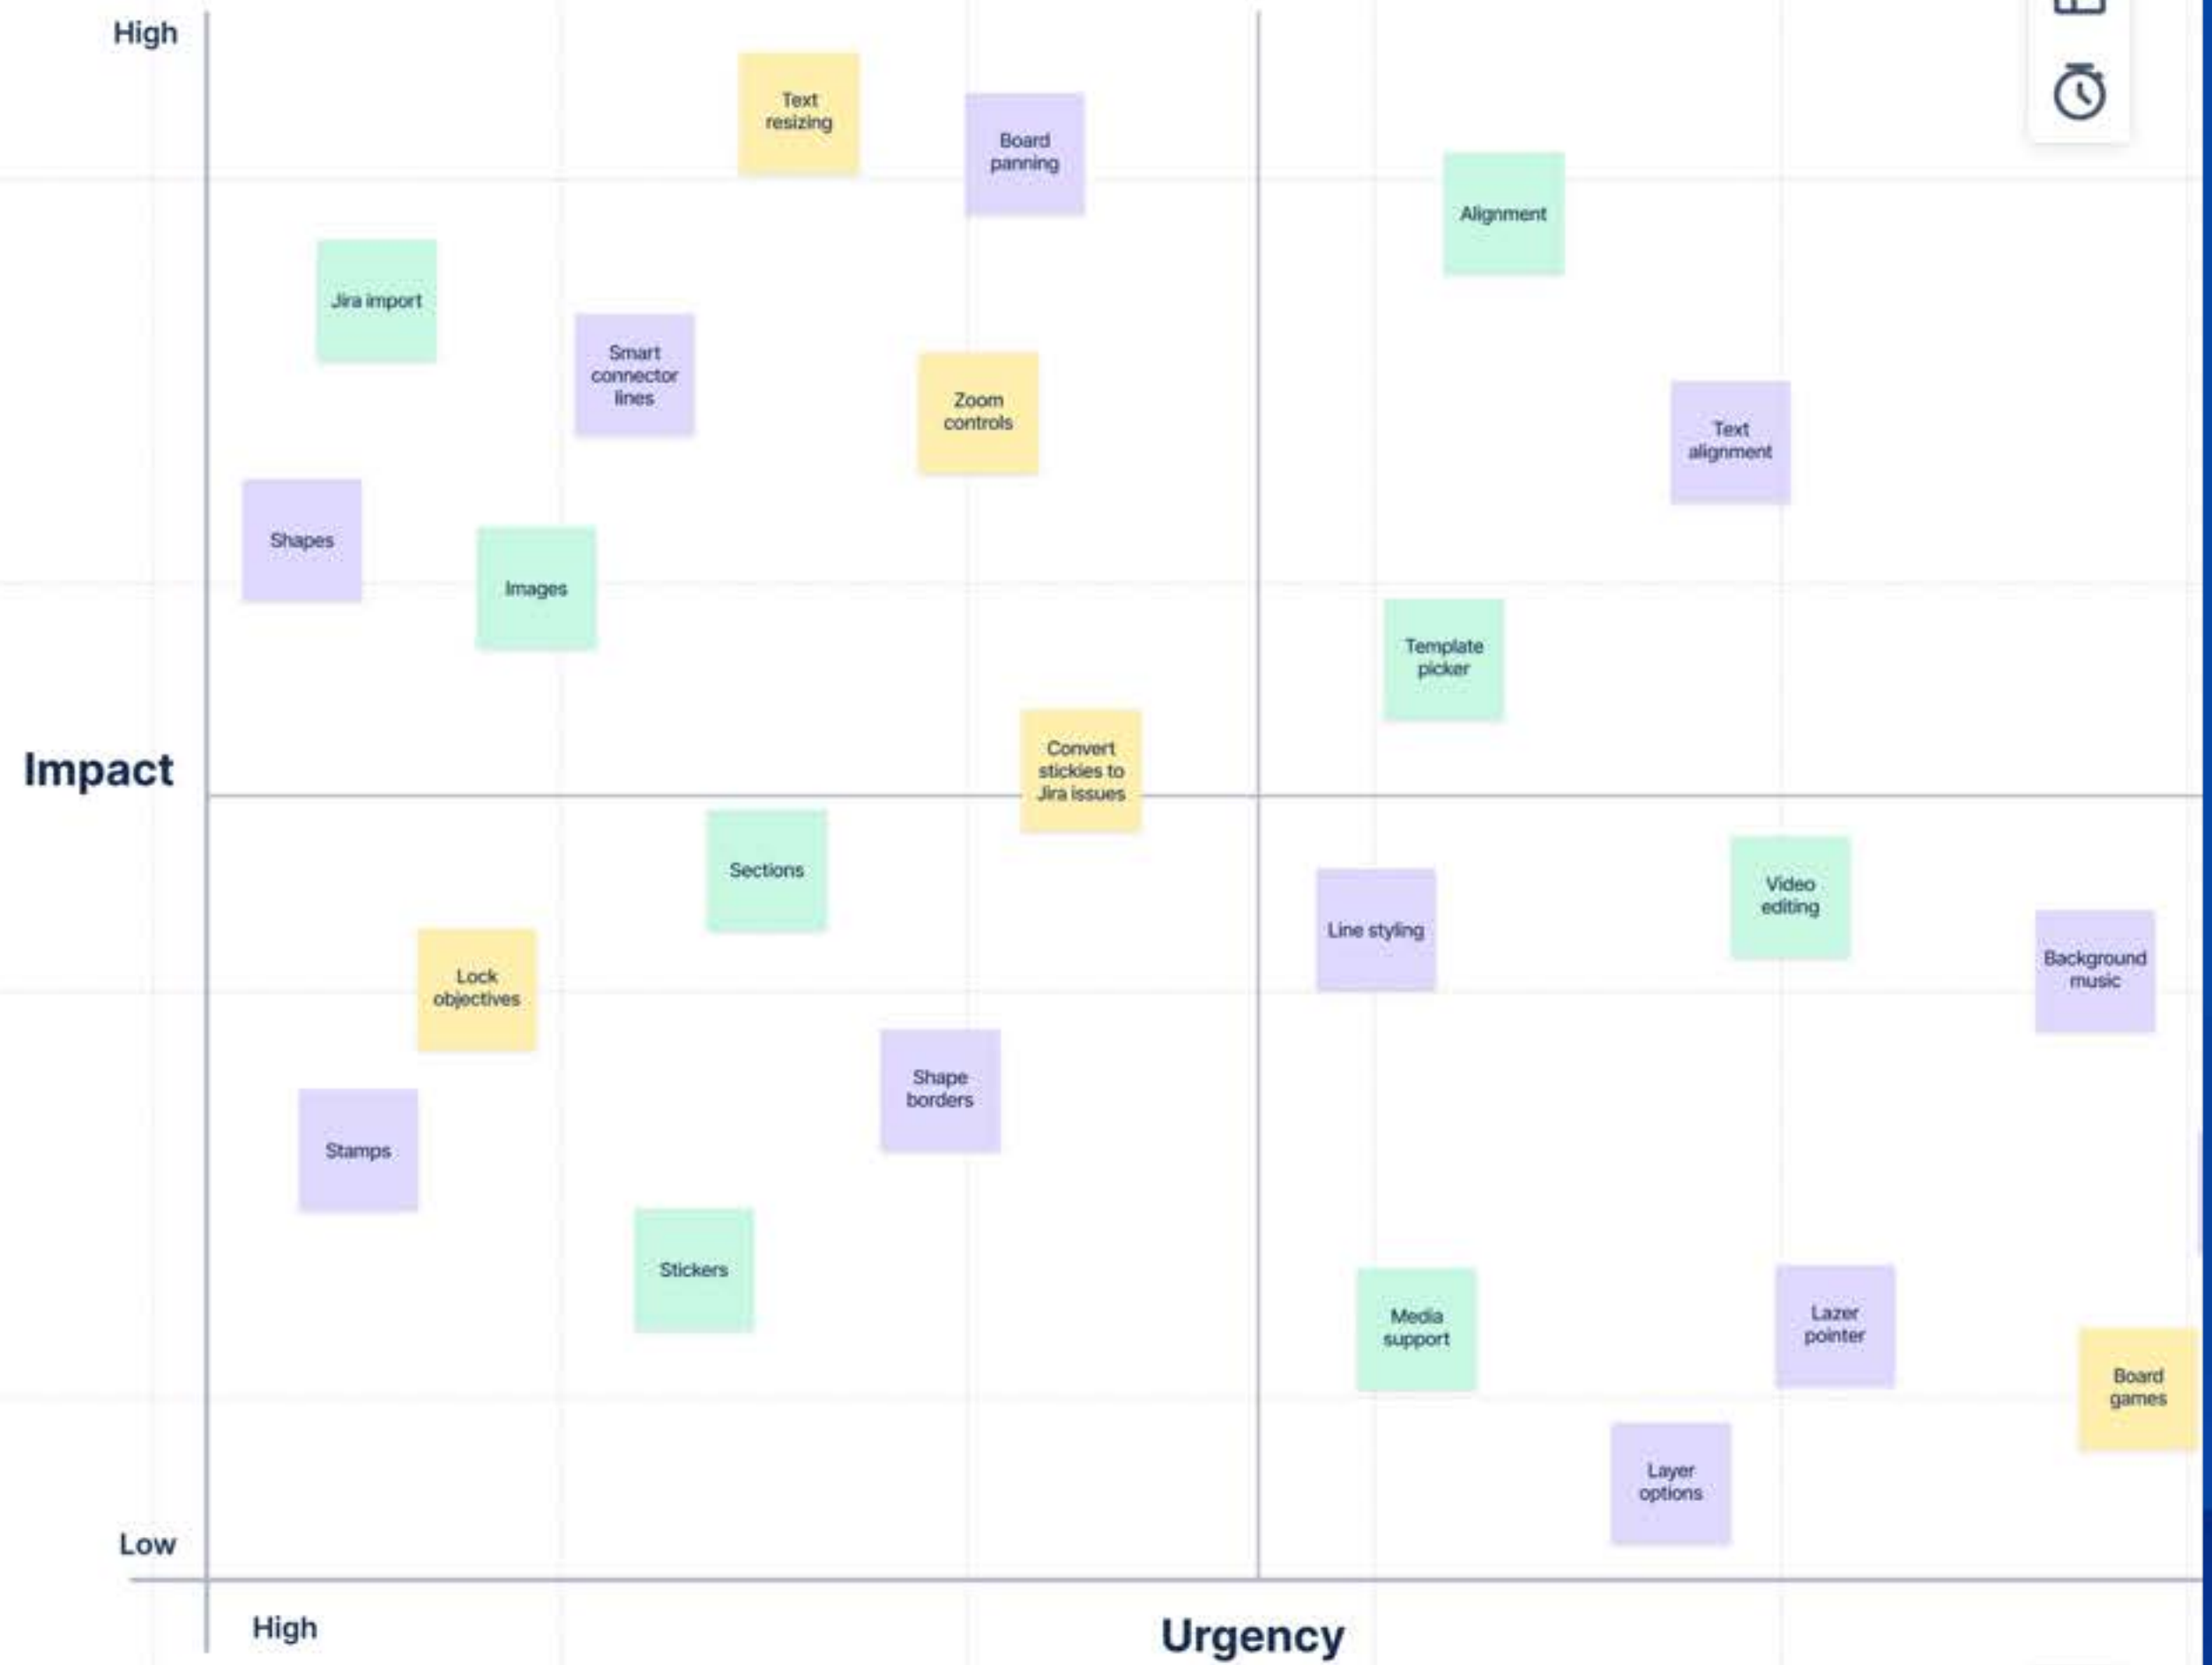 High
Text
resizing
Board
panning
Alignment
Jira import
Smart
connector
lines
Zoom
controls
Text
alignment
Shapes
Images
Template
picker
Impact
Convert
stickies to
Jira issues
Sections
Video
editing
Line styling
Background
music
Lock
objectives
Shape
borders
Stamps
Stickers
Media
support
Lazer
pointer
Board
games
Layer
options
Low
High
Urgency